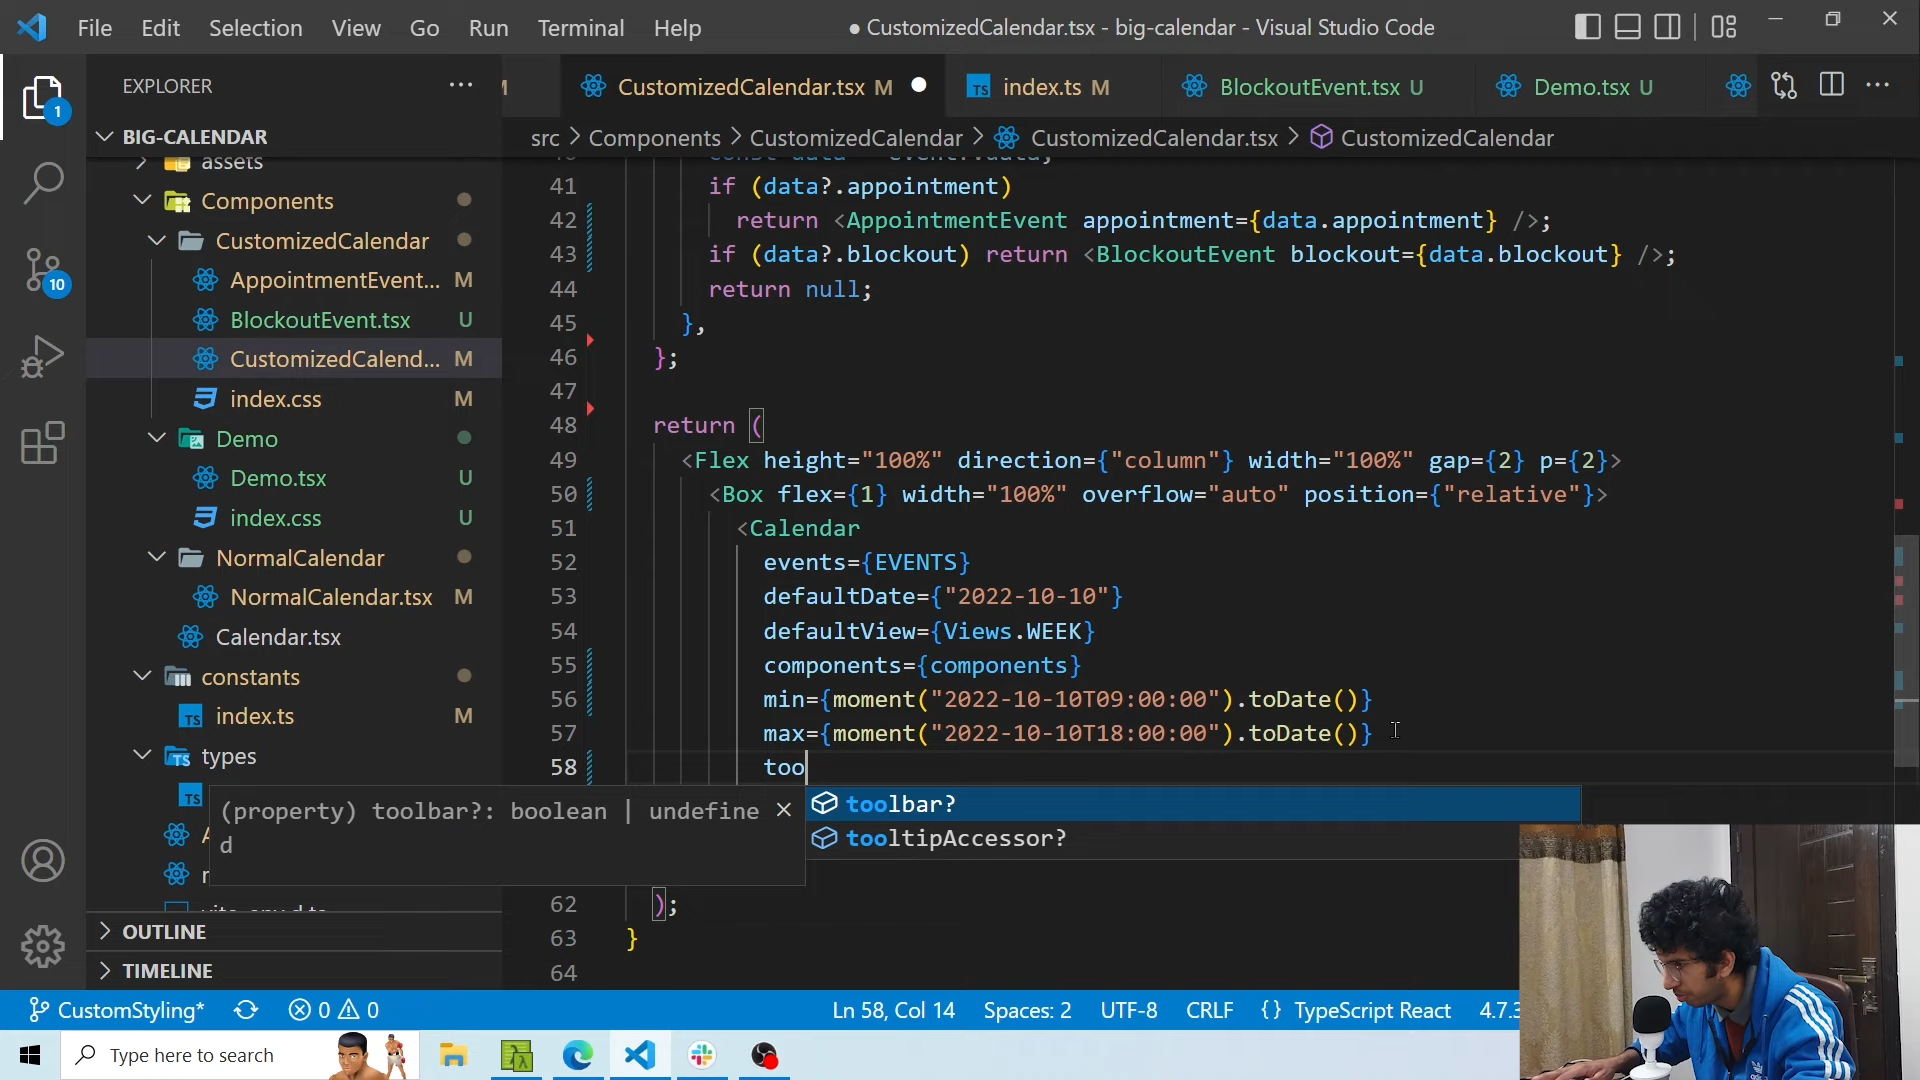 File Edit Selection View Go Run Terminal Help
● CustomizedCalendar.tsx - big-calendar - Visual Studio Code
EXPLORER
M
CustomizedCalendar.tsx M
TS index.ts M
BlockoutEvent.tsx U
Demo.tsx U
src > Components > CustomizedCalendar > CustomizedCalendar.tsx > CustomizedCalendar
1
10
BIG-CALENDAR
assets
Components
CustomizedCalendar
AppointmentEvent... M
BlockoutEvent.tsx U
CustomizedCalend... M
index.css M
Demo
Demo.tsx U
index.css U
NormalCalendar
NormalCalendar.tsx M
Calendar.tsx
constants
TS index.ts M
types
TS
OUTLINE
TIMELINE
41 if (data?.appointment)
42 return <AppointmentEvent appointment={data.appointment} />;
43 if (data?.blockout) return <BlockoutEvent blockout={data.blockout} />;
44 return null;
45 },
46 };
47
48 return (
49 <Flex height="100%" direction={"column"} width="100%" gap={2} p={2}>
50 <Box flex={1} width="100%" overflow="auto" position={"relative"}>
51 <Calendar
52 events={EVENTS}
53 defaultDate={"2022-10-10"}
54 defaultView={Views.WEEK}
55 components={components}
56 min={moment("2022-10-10T09:00:00").toDate()}
57 max={moment("2022-10-10T18:00:00").toDate()}
58 too
(property) toolbar?: boolean | undefine
d
toolbar?
tooltipAccessor?
62 );
63 }
64
CustomStyling* 0 0 Ln 58, Col 14 Spaces: 2 UTF-8 CRLF {} TypeScript React
Type here to search